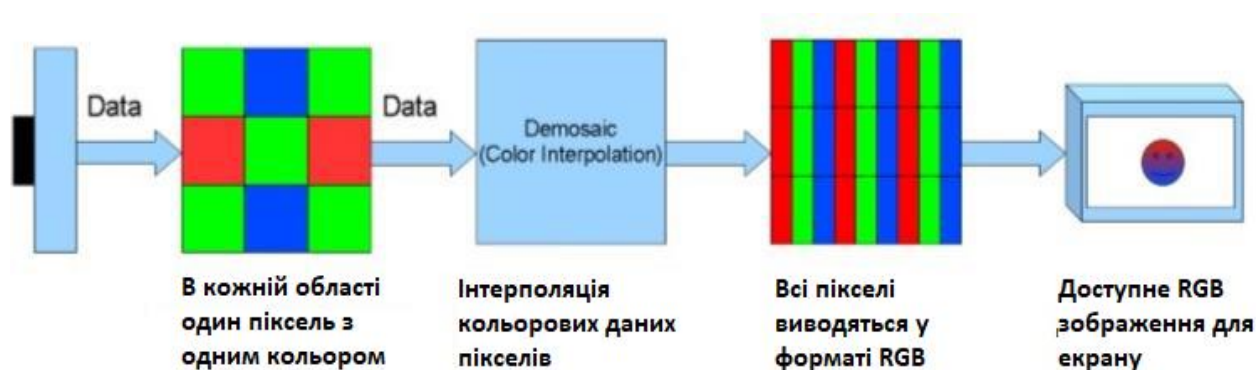 Data
Data
Demosaic
(Color Interpolation)
В кожній області
один піксель з
одним кольором
Інтерполяція
кольорових даних
пікселів
Всі пікселі
виводяться у
форматі RGB
Доступне RGB
зображення для
екрану